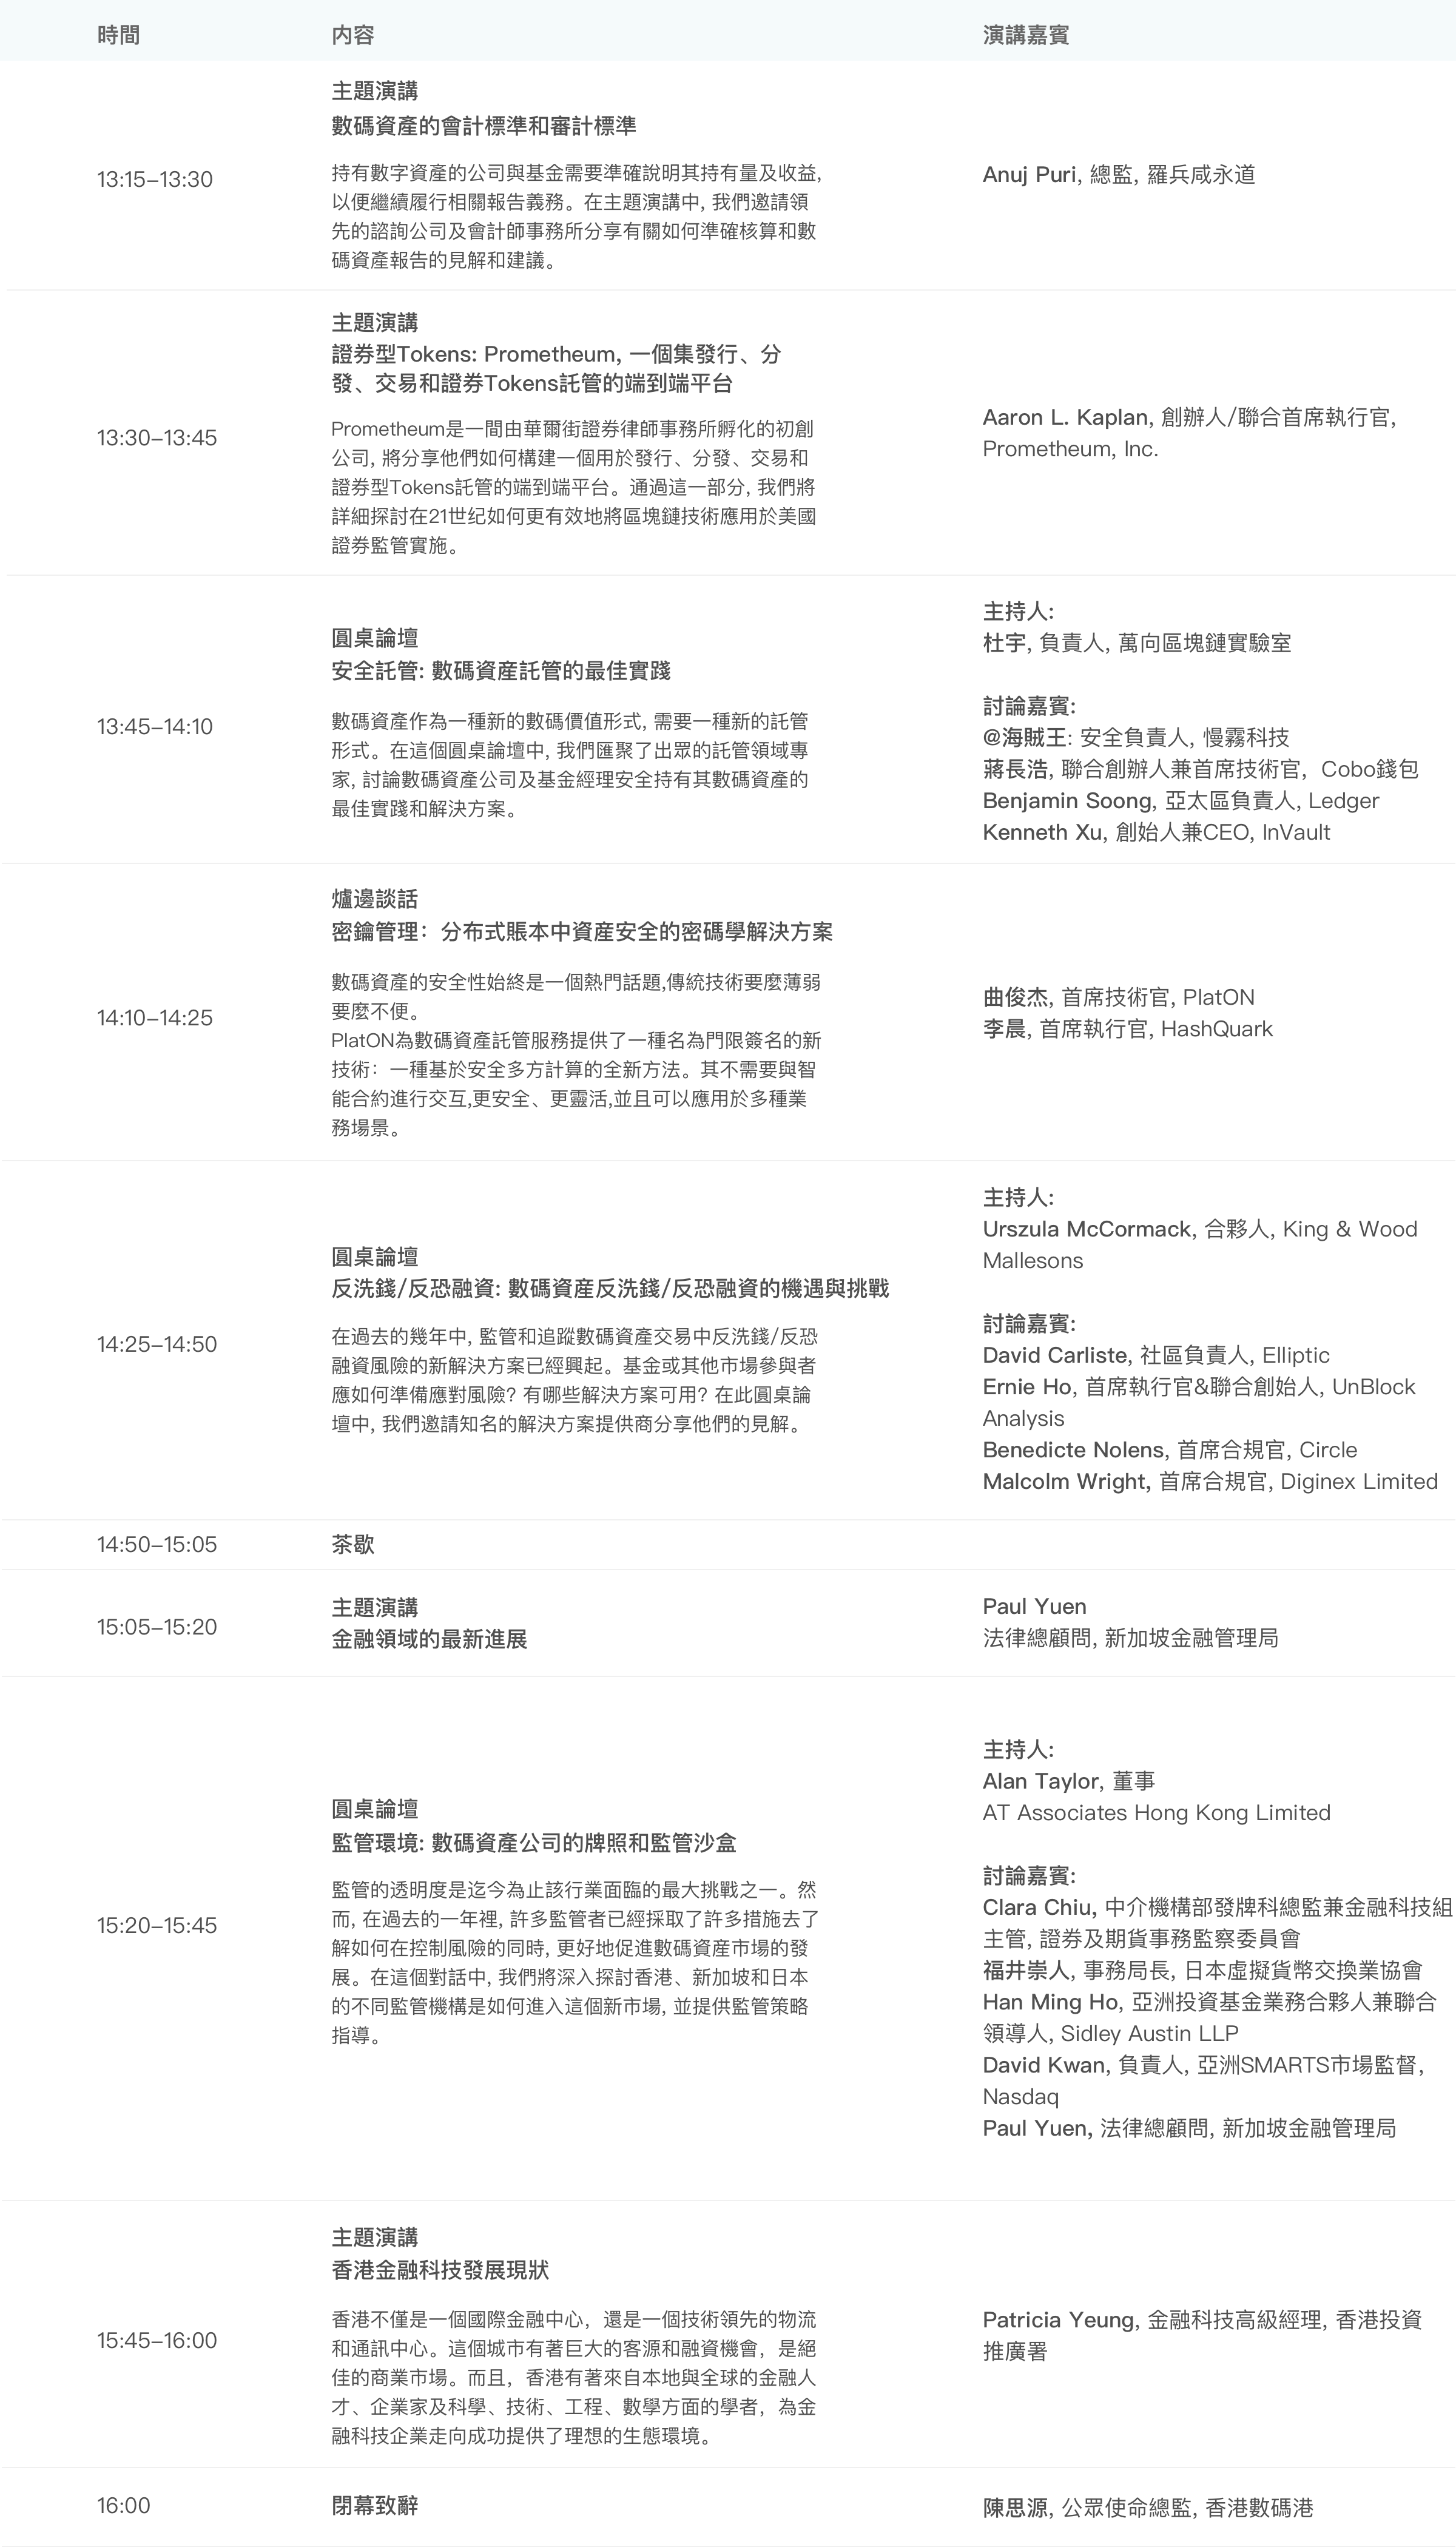 時間
内容
演講嘉賓
13:15–13:30
主題演講
數碼資產的會計標準和審計標準
持有數字資產的公司與基金需要準確說明其持有量及收益,
以便繼續履行相關報告義務。在主題演講中, 我們邀請領
先的諮詢公司及會計師事務所分享有關如何準確核算和數
碼資產報告的見解和建議。
Anuj Puri, 總監, 羅兵咸永道
13:30–13:45
主題演講
證券型Tokens: Prometheum, 一個集發行、分
發、交易和證券Tokens託管的端到端平台
Prometheum是一間由華爾街證券律師事務所孵化的初創
公司, 將分享他們如何構建一個用於發行、分發、交易和
證券型Tokens託管的端到端平台。通過這一部分, 我們將
詳細探討在21世纪如何更有效地將區塊鏈技術應用於美國
證券監管實施。
Aaron L. Kaplan, 創辦人/聯合首席執行官,
Prometheum, Inc.
13:45–14:10
圓桌論壇
安全託管: 數碼資産託管的最佳實踐
數碼資產作為一種新的數碼價值形式, 需要一種新的託管
形式。在這個圓桌論壇中, 我們匯聚了出眾的託管領域專
家, 討論數碼資產公司及基金經理安全持有其數碼資產的
最佳實踐和解決方案。
主持人:
杜宇, 負責人, 萬向區塊鏈實驗室
討論嘉賓:
@海賊王: 安全負責人, 慢霧科技
蔣長浩, 聯合創辦人兼首席技術官, Cobo錢包
Benjamin Soong, 亞太區負責人, Ledger
Kenneth Xu, 創始人兼CEO, InVault
14:10–14:25
爐邊談話
密鑰管理：分布式賬本中資産安全的密碼學解決方案
數碼資產的安全性始終是一個熱門話題,傳統技術要麼薄弱
要麼不便。
PlatON為數碼資產託管服務提供了一種名為門限簽名的新
技術：一種基於安全多方計算的全新方法。其不需要與智
能合約進行交互,更安全、更靈活,並且可以應用於多種業
務場景。
曲俊杰, 首席技術官, PlatON
李晨, 首席執行官, HashQuark
14:25–14:50
圓桌論壇
反洗錢/反恐融資: 數碼資産反洗錢/反恐融資的機遇與挑戰
在過去的幾年中, 監管和追蹤數碼資產交易中反洗錢/反恐
融資風險的新解決方案已經興起。基金或其他市場參與者
應如何準備應對風險? 有哪些解決方案可用? 在此圓桌論
壇中, 我們邀請知名的解決方案提供商分享他們的見解。
主持人:
Urszula McCormack, 合夥人, King & Wood
Mallesons
討論嘉賓:
David Carliste, 社區負責人, Elliptic
Ernie Ho, 首席執行官&聯合創始人, UnBlock
Analysis
Benedicte Nolens, 首席合規官, Circle
Malcolm Wright, 首席合規官, Diginex Limited
14:50–15:05
茶歇
15:05–15:20
主題演講
金融領域的最新進展
Paul Yuen
法律總顧問, 新加坡金融管理局
15:20–15:45
圓桌論壇
監管環境: 數碼資產公司的牌照和監管沙盒
監管的透明度是迄今為止該行業面臨的最大挑戰之一。然
而, 在過去的一年裡, 許多監管者已經採取了許多措施去了
解如何在控制風險的同時, 更好地促進數碼資産市場的發
展。在這個對話中, 我們將深入探討香港、新加坡和日本
的不同監管機構是如何進入這個新市場, 並提供監管策略
指導。
主持人:
Alan Taylor, 董事
AT Associates Hong Kong Limited
討論嘉賓:
Clara Chiu, 中介機構部發牌科總監兼金融科技組
主管, 證券及期貨事務監察委員會
福井崇人, 事務局長, 日本虛擬貨幣交換業協會
Han Ming Ho, 亞洲投資基金業務合夥人兼聯合
領導人, Sidley Austin LLP
David Kwan, 負責人, 亞洲SMARTS市場監督,
Nasdaq
Paul Yuen, 法律總顧問, 新加坡金融管理局
15:45–16:00
主題演講
香港金融科技發展現狀
香港不僅是一個國際金融中心，還是一個技術領先的物流
和通訊中心。這個城市有著巨大的客源和融資機會，是絕
佳的商業市場。而且，香港有著來自本地與全球的金融人
才、企業家及科學、技術、工程、數學方面的學者，為金
融科技企業走向成功提供了理想的生態環境。
Patricia Yeung, 金融科技高級經理, 香港投資
推廣署
16:00
閉幕致辭
陳思源, 公眾使命總監, 香港數碼港